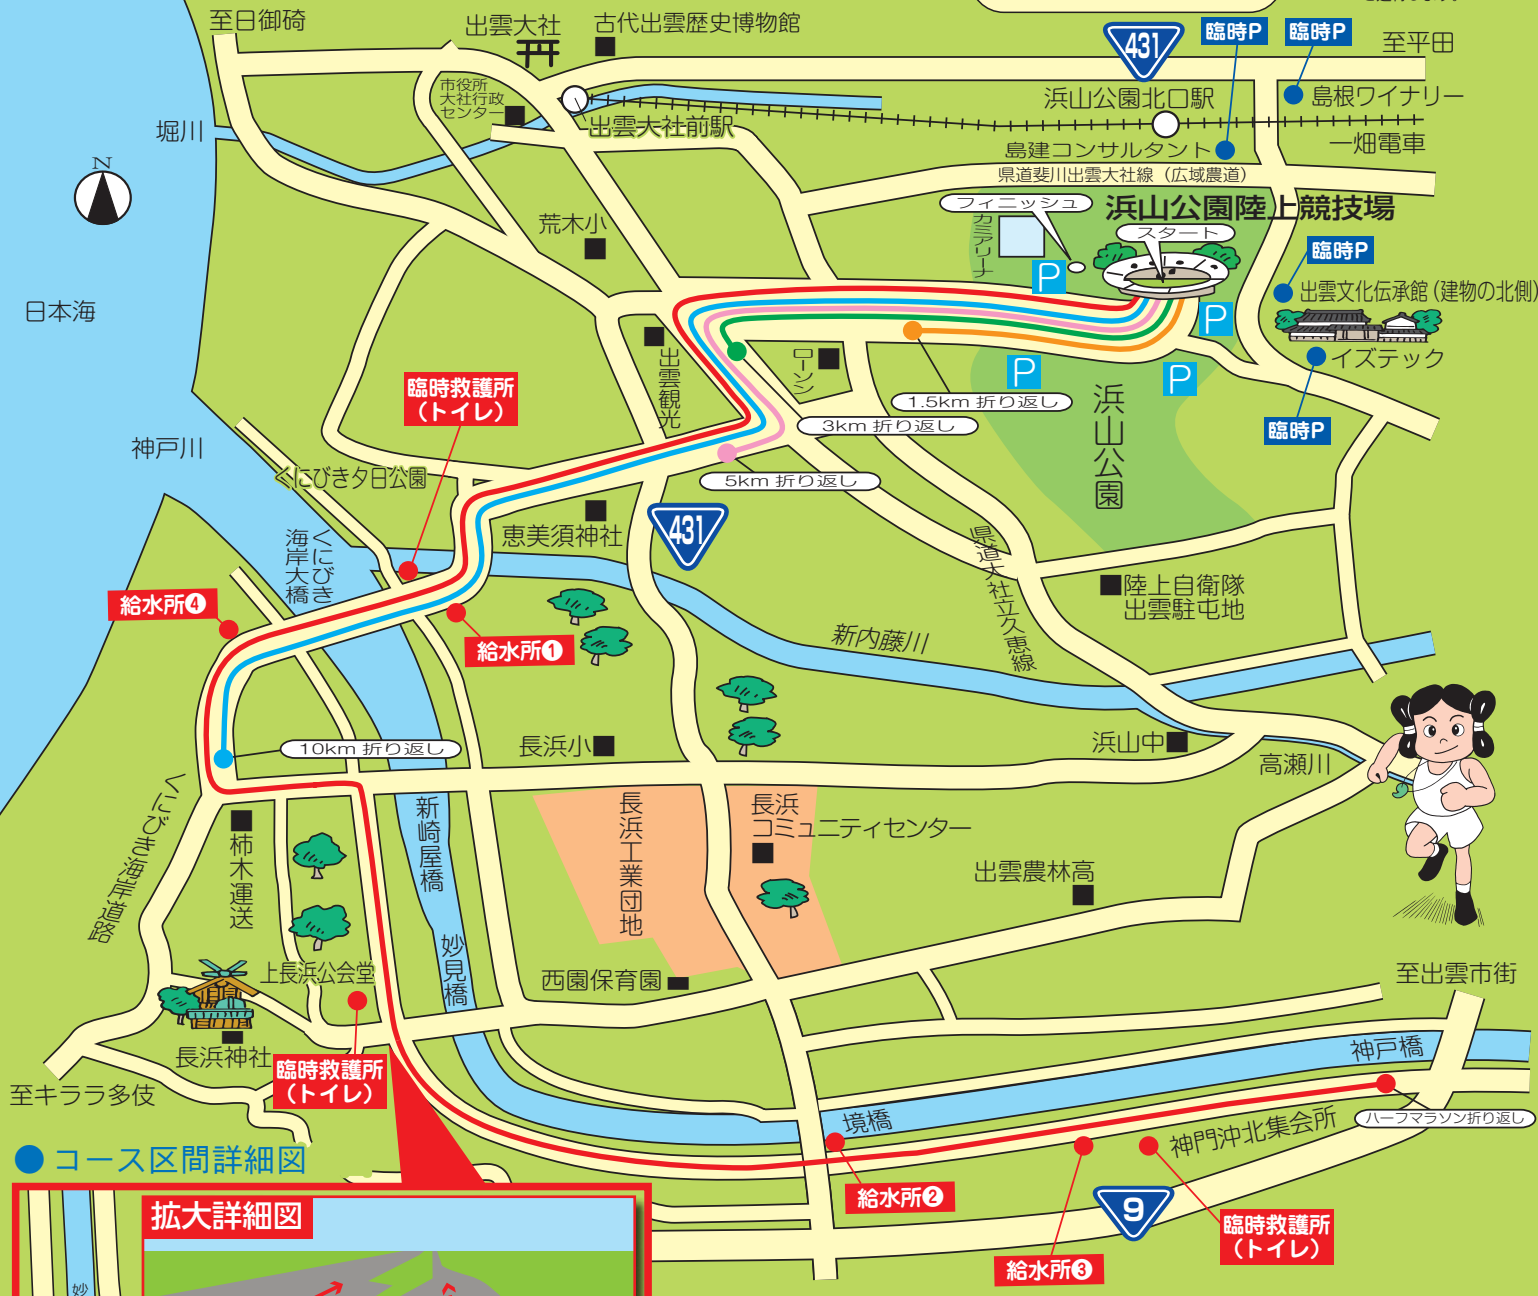 至日御碕
出雲大社
古代出雲歴史博物館
431
臨時P
臨時P
至平田
市役所
大社行政
センター
出雲大社前駅
浜山公園北口駅
島根ワイナリー
堀川
島建コンサルタント
一畑電車
県道斐川出雲大社線（広域農道）
N
フィニッシュ
浜山公園陸上競技場
スタート
カミアリーナ
荒木小
臨時P
P
出雲文化伝承館（建物の北側）
日本海
P
イズテック
出雲観光
ローソン
P
P
臨時救護所
（トイレ）
1.5km 折り返し
浜山公園
3km 折り返し
臨時P
神戸川
くにびき夕日公園
5km 折り返し
恵美須神社
431
くにびき
海岸大橋
県道大社立久恵線
陸上自衛隊
出雲駐屯地
給水所❹
給水所❶
新内藤川
10km 折り返し
長浜小
浜山中
高瀬川
くにびき海岸道路
新崎屋橋
長浜工業団地
長浜
コミュニティセンター
柿木運送
出雲農林高
妙見橋
上長浜公会堂
西園保育園
至出雲市街
長浜神社
臨時救護所
（トイレ）
神戸橋
至キララ多伎
境橋
神門沖北集会所
ハーフマラソン折り返し
コース区間詳細図
給水所❷
9
臨時救護所
（トイレ）
給水所❸
拡大詳細図
妙